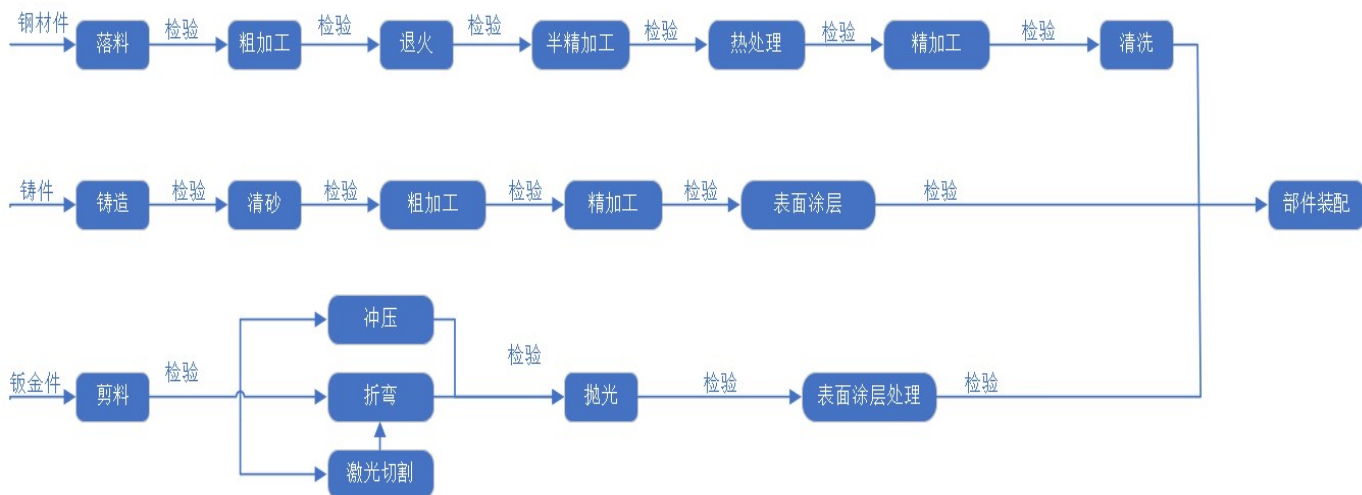 钢材件 落料 检验 粗加工 检验 退火 检验 半精加工 检验 热处理 检验 精加工 检验 清洗
铸件 铸造 检验 清砂 检验 粗加工 检验 精加工 检验 表面涂层 检验 部件装配
冲压
钣金件 剪料 检验 折弯 检验 抛光 检验 表面涂层处理 检验
激光切割